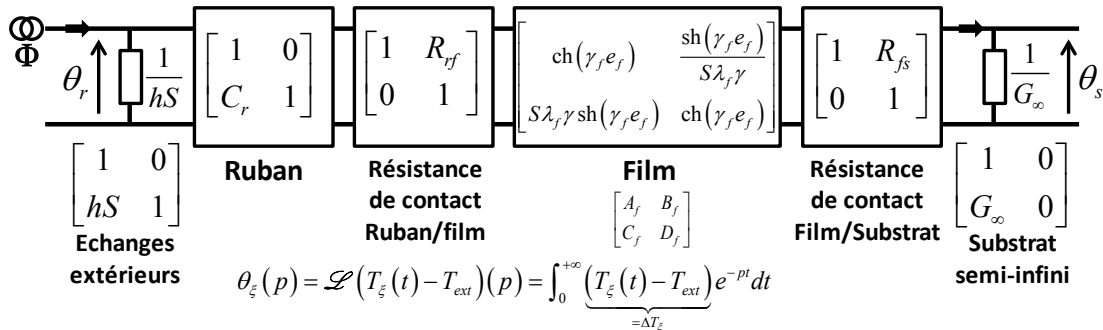 Φ
θ_r
1/(hS)
[1 0; C_r 1]
[1 R_rf; 0 1]
[ch(γ_f e_f) sh(γ_f e_f)/(Sλ_f γ); Sλ_f γ sh(γ_f e_f) ch(γ_f e_f)]
[1 R_fs; 0 1]
1/G_∞
θ_s
[1 0; hS 1]
Echanges
extérieurs
Ruban
Résistance
de contact
Ruban/film
Film
[A_f B_f; C_f D_f]
Résistance
de contact
Film/Substrat
[1 0; G_∞ 0]
Substrat
semi-infini
θ_ξ(p) = ℒ(T_ξ(t) − T_ext)(p) = ∫_0^{+∞} (T_ξ(t) − T_ext) e^{−pt} dt
=ΔT_ξ